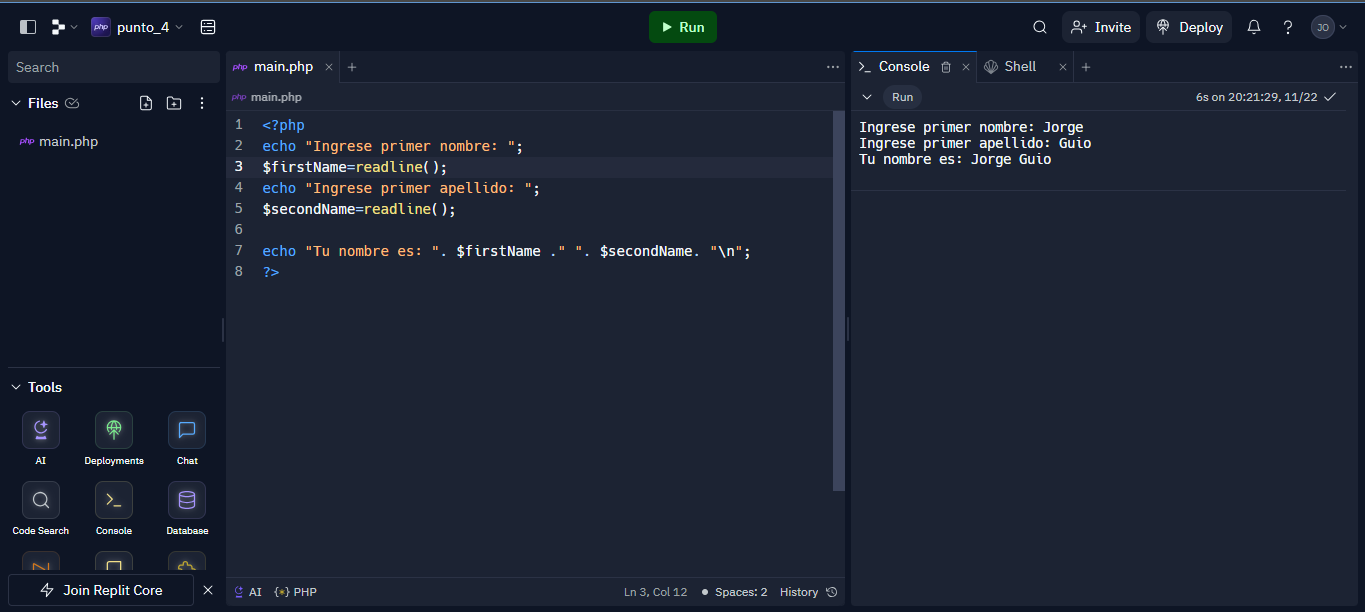 php punto_4
Run
Invite
Deploy
JO
Search
Files
php main.php
Tools
AI
Deployments
Chat
Code Search
Console
Database
Join Replit Core
php main.php
php main.php
1 <?php
2 echo "Ingrese primer nombre: ";
3 $firstName=readline();
4 echo "Ingrese primer apellido: ";
5 $secondName=readline();
6
7 echo "Tu nombre es: ". $firstName ." ". $secondName. "\n";
8 ?>
AI {*} PHP
Ln 3, Col 12 Spaces: 2 History
Console
Shell
Run
6s on 20:21:29, 11/22
Ingrese primer nombre: Jorge
Ingrese primer apellido: Guio
Tu nombre es: Jorge Guio